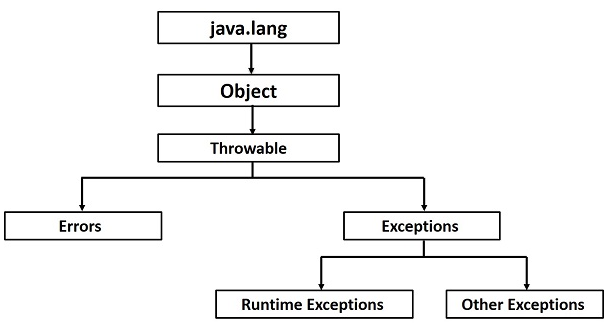 java.lang
Object
Throwable
Errors
Exceptions
Runtime Exceptions
Other Exceptions